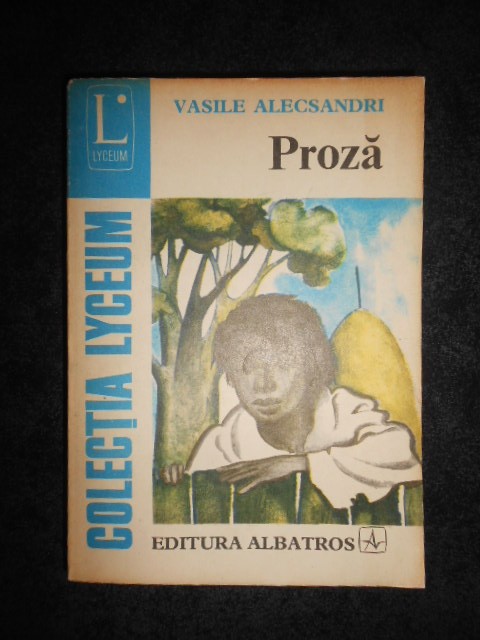 L
LYCEUM
VASILE ALECSANDRI
Proză
COLECȚIA LYCEUM
EDITURA ALBATROS